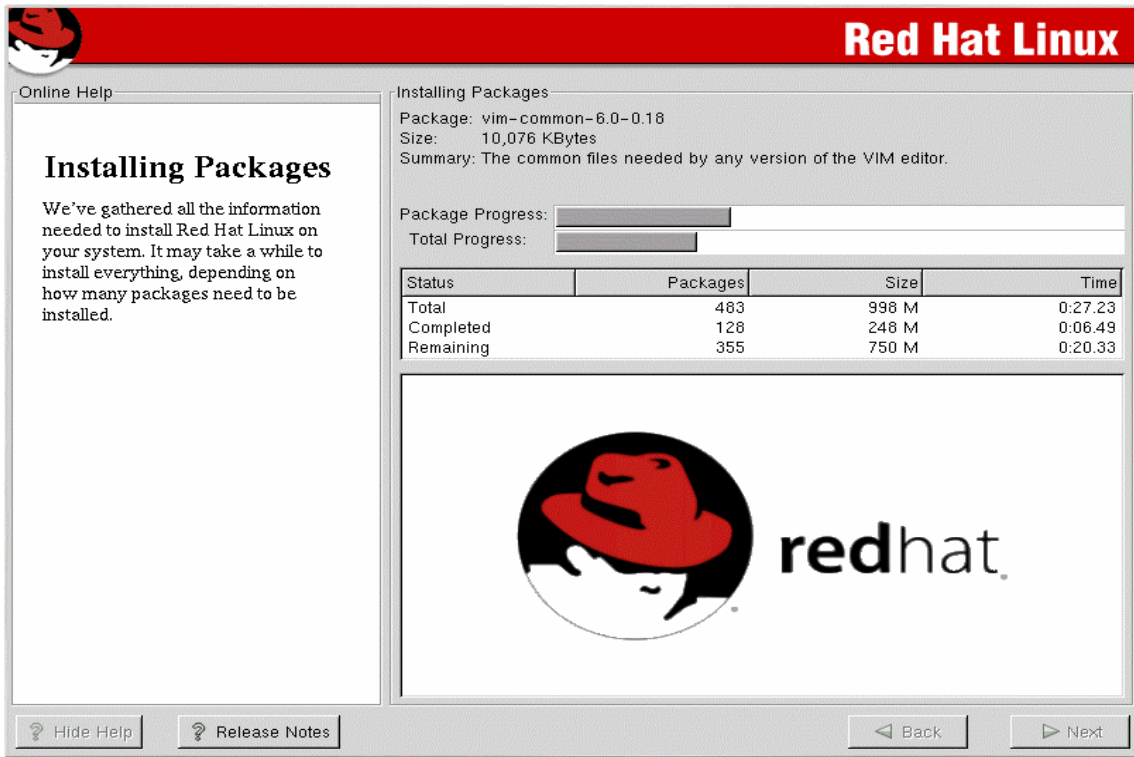 Red Hat Linux
Online Help
Installing Packages
We've gathered all the information
needed to install Red Hat Linux on
your system. It may take a while to
install everything, depending on
how many packages need to be
installed.
Installing Packages
Package: vim-common-6.0-0.18
Size: 10,076 KBytes
Summary: The common files needed by any version of the VIM editor.
Package Progress:
Total Progress:
Status Packages Size Time
Total 483 998 M 0:27.23
Completed 128 248 M 0:06.49
Remaining 355 750 M 0:20.33
redhat
Hide Help Release Notes Back Next